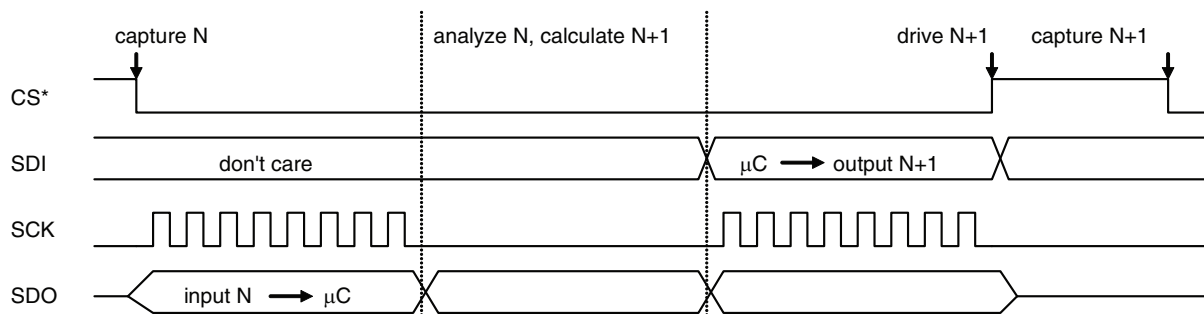 capture N analyze N, calculate N+1 drive N+1 capture N+1
CS*
SDI don't care μC output N+1
SCK
SDO input N μC